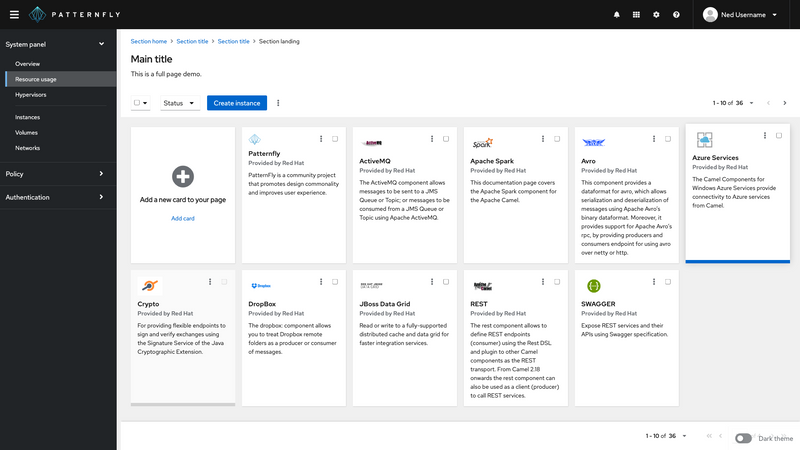 PATTERNFLY
Ned Username
System panel
Overview
Resource usage
Hypervisors
Instances
Volumes
Networks
Policy
Authentication
Section home > Section title > Section title > Section landing
Main title
This is a full page demo.
Status
Create instance
1 - 10 of 36
Add a new card to your page
Add card
Patternfly
Provided by Red Hat
PatternFly is a community project
that promotes design commonality
and improves user experience.
ActiveMQ
ActiveMQ
Provided by Red Hat
The ActiveMQ component allows
messages to be sent to a JMS
Queue or Topic; or messages to be
consumed from a JMS Queue or
Topic using Apache ActiveMQ.
Spark
Apache Spark
Provided by Red Hat
This documentation page covers
the Apache Spark component for
the Apache Camel.
Avro
Provided by Red Hat
This component provides a
dataformat for avro, which allows
serialization and deserialization of
messages using Apache Avro's
binary dataformat. Moreover, it
provides support for Apache Avro's
rpc, by providing producers and
consumers endpoint for using avro
over netty or http.
Azure Services
Provided by Red Hat
The Camel Components for
Windows Azure Services provide
connectivity to Azure services
from Camel.
Crypto
Provided by Red Hat
For providing flexible endpoints to
sign and verify exchanges using
the Signature Service of the Java
Cryptographic Extension.
Dropbox
DropBox
Provided by Red Hat
The dropbox component allows
you to treat Dropbox remote
folders as a producer or consumer
of messages.
JBoss Data Grid
Provided by Red Hat
Read or write to a fully-supported
distributed cache and data grid for
faster integration services.
REST
Provided by Red Hat
The rest component allows to
define REST endpoints
(consumer) using the Rest DSL
and plugin to other Camel
components as the REST
transport. From Camel 2.18
onwards the rest component can
also be used as a client (producer)
to call REST services.
SWAGGER
Provided by Red Hat
Expose REST services and their
APIs using Swagger specification.
1 - 10 of 36
Dark theme